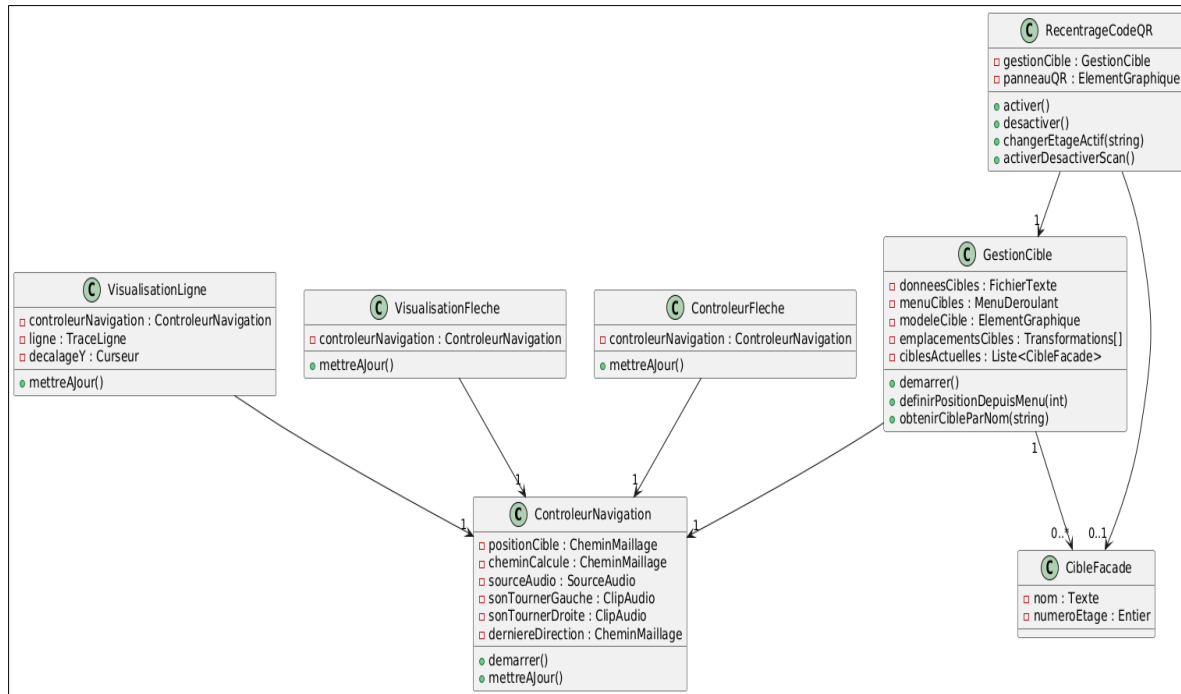 C RecentrageCodeQR
gestionCible : GestionCible
panneauQR : ElementGraphique
activer()
desactiver()
changerEtageActif(string)
activerDesactiverScan()
1
C GestionCible
donneesCibles : FichierTexte
menuCibles : MenuDeroulant
modeleCible : ElementGraphique
emplacementsCibles : Transformations[]
ciblesActuelles : Liste<CibleFacade>
demarrer()
definirPositionDepuisMenu(int)
obtenirCibleParNom(string)
C VisualisationLigne
controleurNavigation : ControleurNavigation
ligne : TraceLigne
decalageY : Curseur
mettreAJour()
C VisualisationFleche
controleurNavigation : ControleurNavigation
mettreAJour()
C ControleurFleche
controleurNavigation : ControleurNavigation
mettreAJour()
1
1
1
1
1
0..*
0..1
C ControleurNavigation
positionCible : CheminMaillage
cheminCalcule : CheminMaillage
sourceAudio : SourceAudio
sonTournerGauche : ClipAudio
sonTournerDroite : ClipAudio
derniereDirection : CheminMaillage
demarrer()
mettreAJour()
C CibleFacade
nom : Texte
numeroEtage : Entier